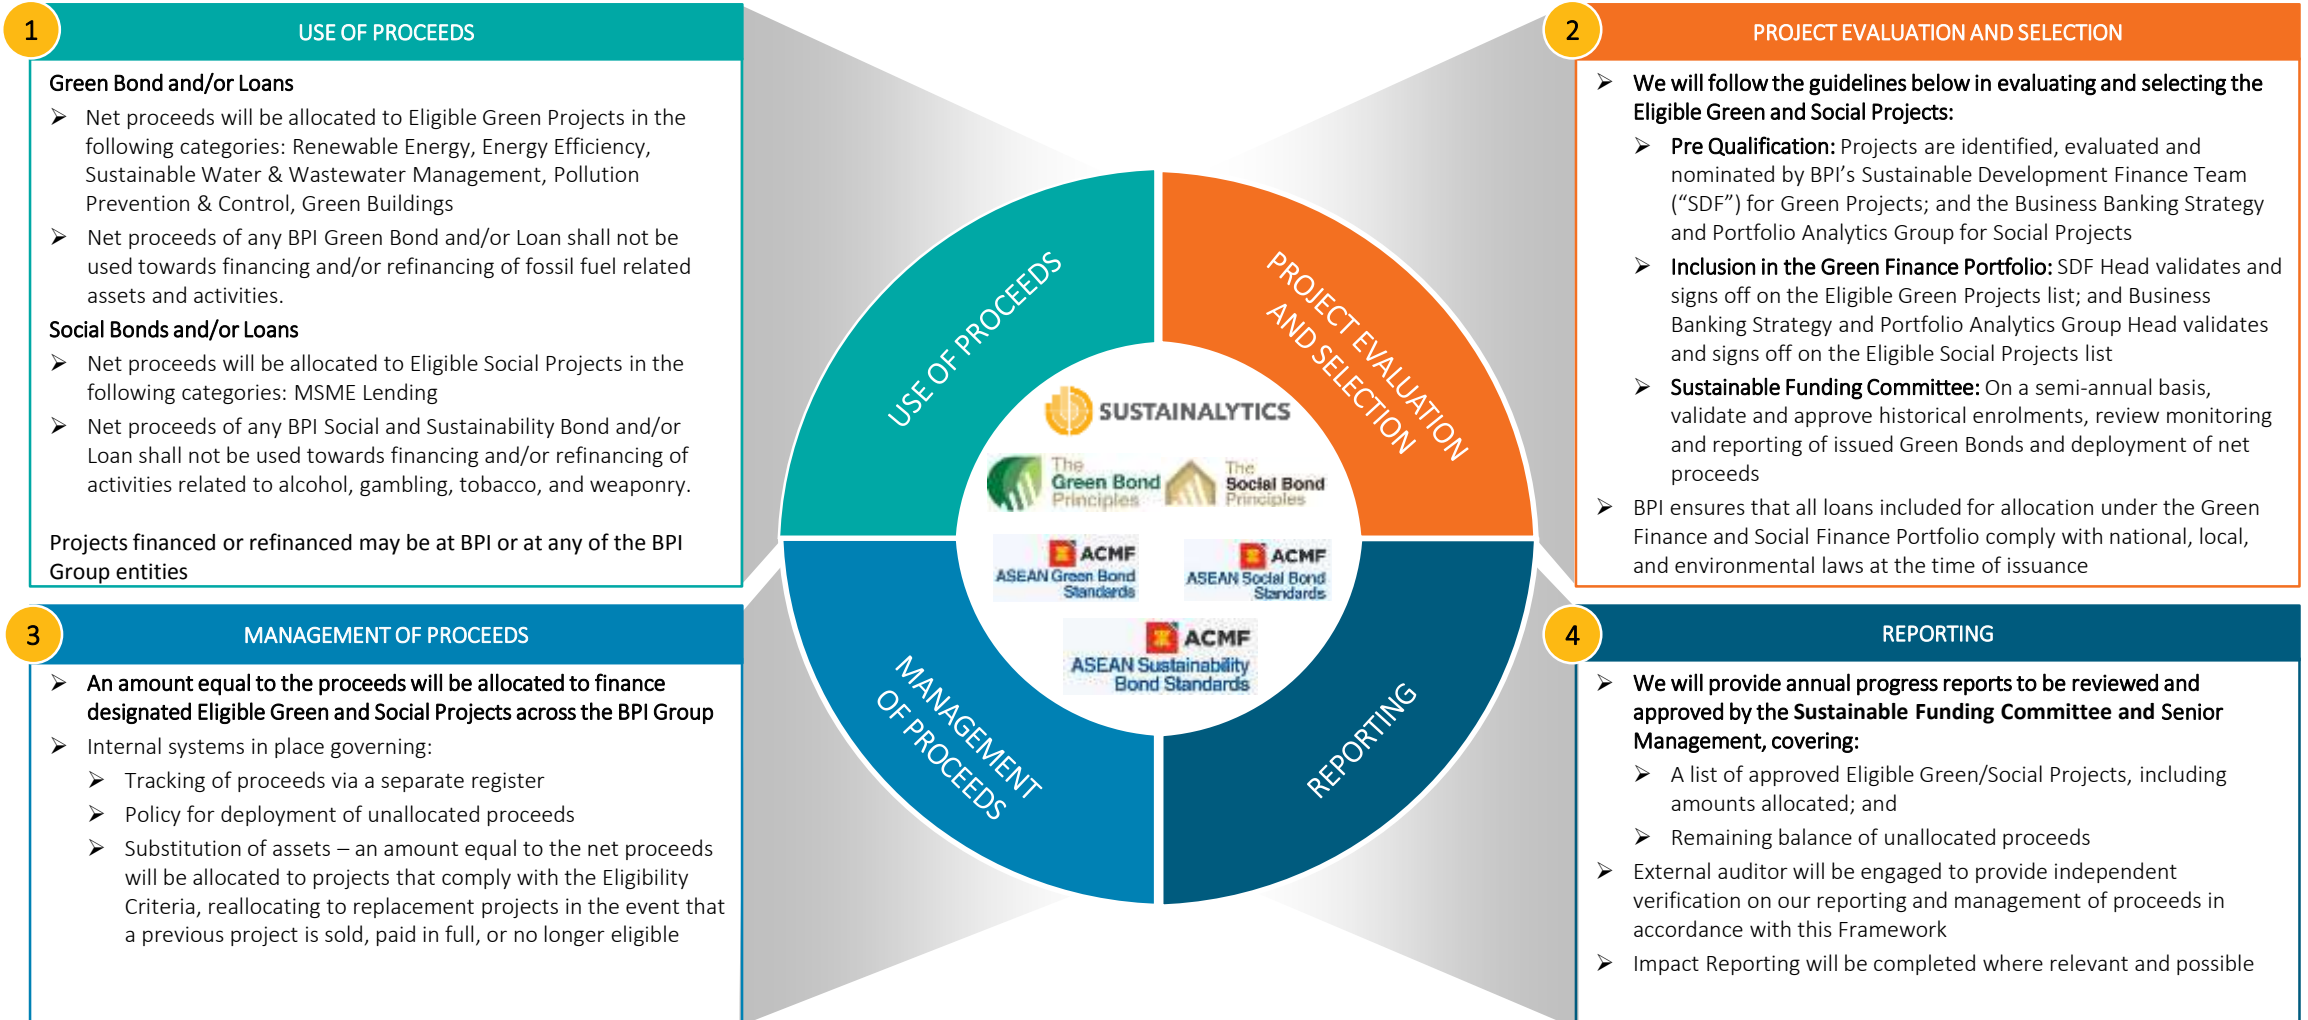 1
USE OF PROCEEDS
Green Bond and/or Loans
➢ Net proceeds will be allocated to Eligible Green Projects in the
following categories: Renewable Energy, Energy Efficiency,
Sustainable Water & Wastewater Management, Pollution
Prevention & Control, Green Buildings
➢ Net proceeds of any BPI Green Bond and/or Loan shall not be
used towards financing and/or refinancing of fossil fuel related
assets and activities.
Social Bonds and/or Loans
➢ Net proceeds will be allocated to Eligible Social Projects in the
following categories: MSME Lending
➢ Net proceeds of any BPI Social and Sustainability Bond and/or
Loan shall not be used towards financing and/or refinancing of
activities related to alcohol, gambling, tobacco, and weaponry.
Projects financed or refinanced may be at BPI or at any of the BPI
Group entities
2
PROJECT EVALUATION AND SELECTION
➢ We will follow the guidelines below in evaluating and selecting the
Eligible Green and Social Projects:
➢ Pre Qualification: Projects are identified, evaluated and
nominated by BPI’s Sustainable Development Finance Team
(“SDF”) for Green Projects; and the Business Banking Strategy
and Portfolio Analytics Group for Social Projects
➢ Inclusion in the Green Finance Portfolio: SDF Head validates and
signs off on the Eligible Green Projects list; and Business
Banking Strategy and Portfolio Analytics Group Head validates
and signs off on the Eligible Social Projects list
➢ Sustainable Funding Committee: On a semi-annual basis,
validate and approve historical enrolments, review monitoring
and reporting of issued Green Bonds and deployment of net
proceeds
➢ BPI ensures that all loans included for allocation under the Green
Finance and Social Finance Portfolio comply with national, local,
and environmental laws at the time of issuance
USE OF PROCEEDS
PROJECT EVALUATION
AND SELECTION
SUSTAINALYTICS
The
Green Bond
Principles
The
Social Bond
Principles
ACMF
ASEAN Green Bond
Standards
ACMF
ASEAN Social Bond
Standards
ACMF
ASEAN Sustainability
Bond Standards
MANAGEMENT
OF PROCEEDS
REPORTING
3
MANAGEMENT OF PROCEEDS
➢ An amount equal to the proceeds will be allocated to finance
designated Eligible Green and Social Projects across the BPI Group
➢ Internal systems in place governing:
➢ Tracking of proceeds via a separate register
➢ Policy for deployment of unallocated proceeds
➢ Substitution of assets – an amount equal to the net proceeds
will be allocated to projects that comply with the Eligibility
Criteria, reallocating to replacement projects in the event that
a previous project is sold, paid in full, or no longer eligible
4
REPORTING
➢ We will provide annual progress reports to be reviewed and
approved by the Sustainable Funding Committee and Senior
Management, covering:
➢ A list of approved Eligible Green/Social Projects, including
amounts allocated; and
➢ Remaining balance of unallocated proceeds
➢ External auditor will be engaged to provide independent
verification on our reporting and management of proceeds in
accordance with this Framework
➢ Impact Reporting will be completed where relevant and possible